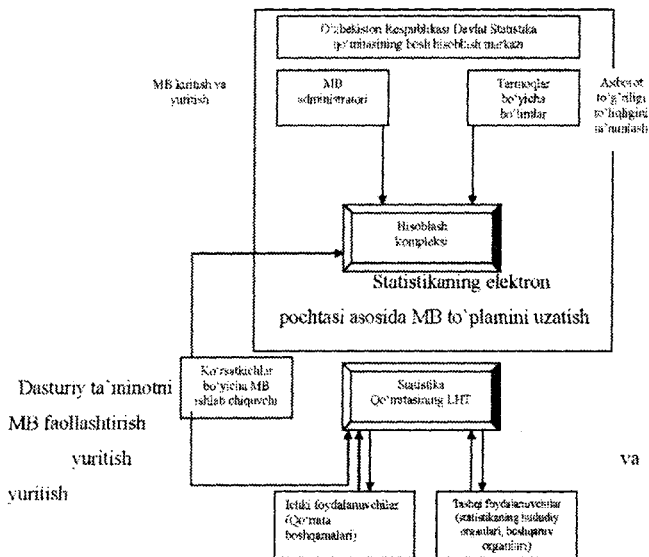 O'zbekiston Respublikasi Davlat Statistika
qo'mitasining bosh hisoblash markazi
MB kiritish va
yuritish
MB
administratori
Tarmoqlar
bo'yicha
bo'limlar
Axborot
to'g'riligi
to'liqligini
ta'minlash
Hisoblash
kompleksi
Statistikaning elektron
pochtasi asosida MB to`plamini uzatish
Ko'rsatkichlar
bo'yicha MB
ishlab chiquvchi
Statistika
Qo'mitasining LHT
Dasturiy ta`minotni
MB faollashtirish
yuritish va
yuritish
Ichki foydalanuvchilar
(Qo'mita
boshqarmalari)
Tashqi foydalanuvchilar
(statistikaning hududiy
organlari, boshqaruv
organlari)